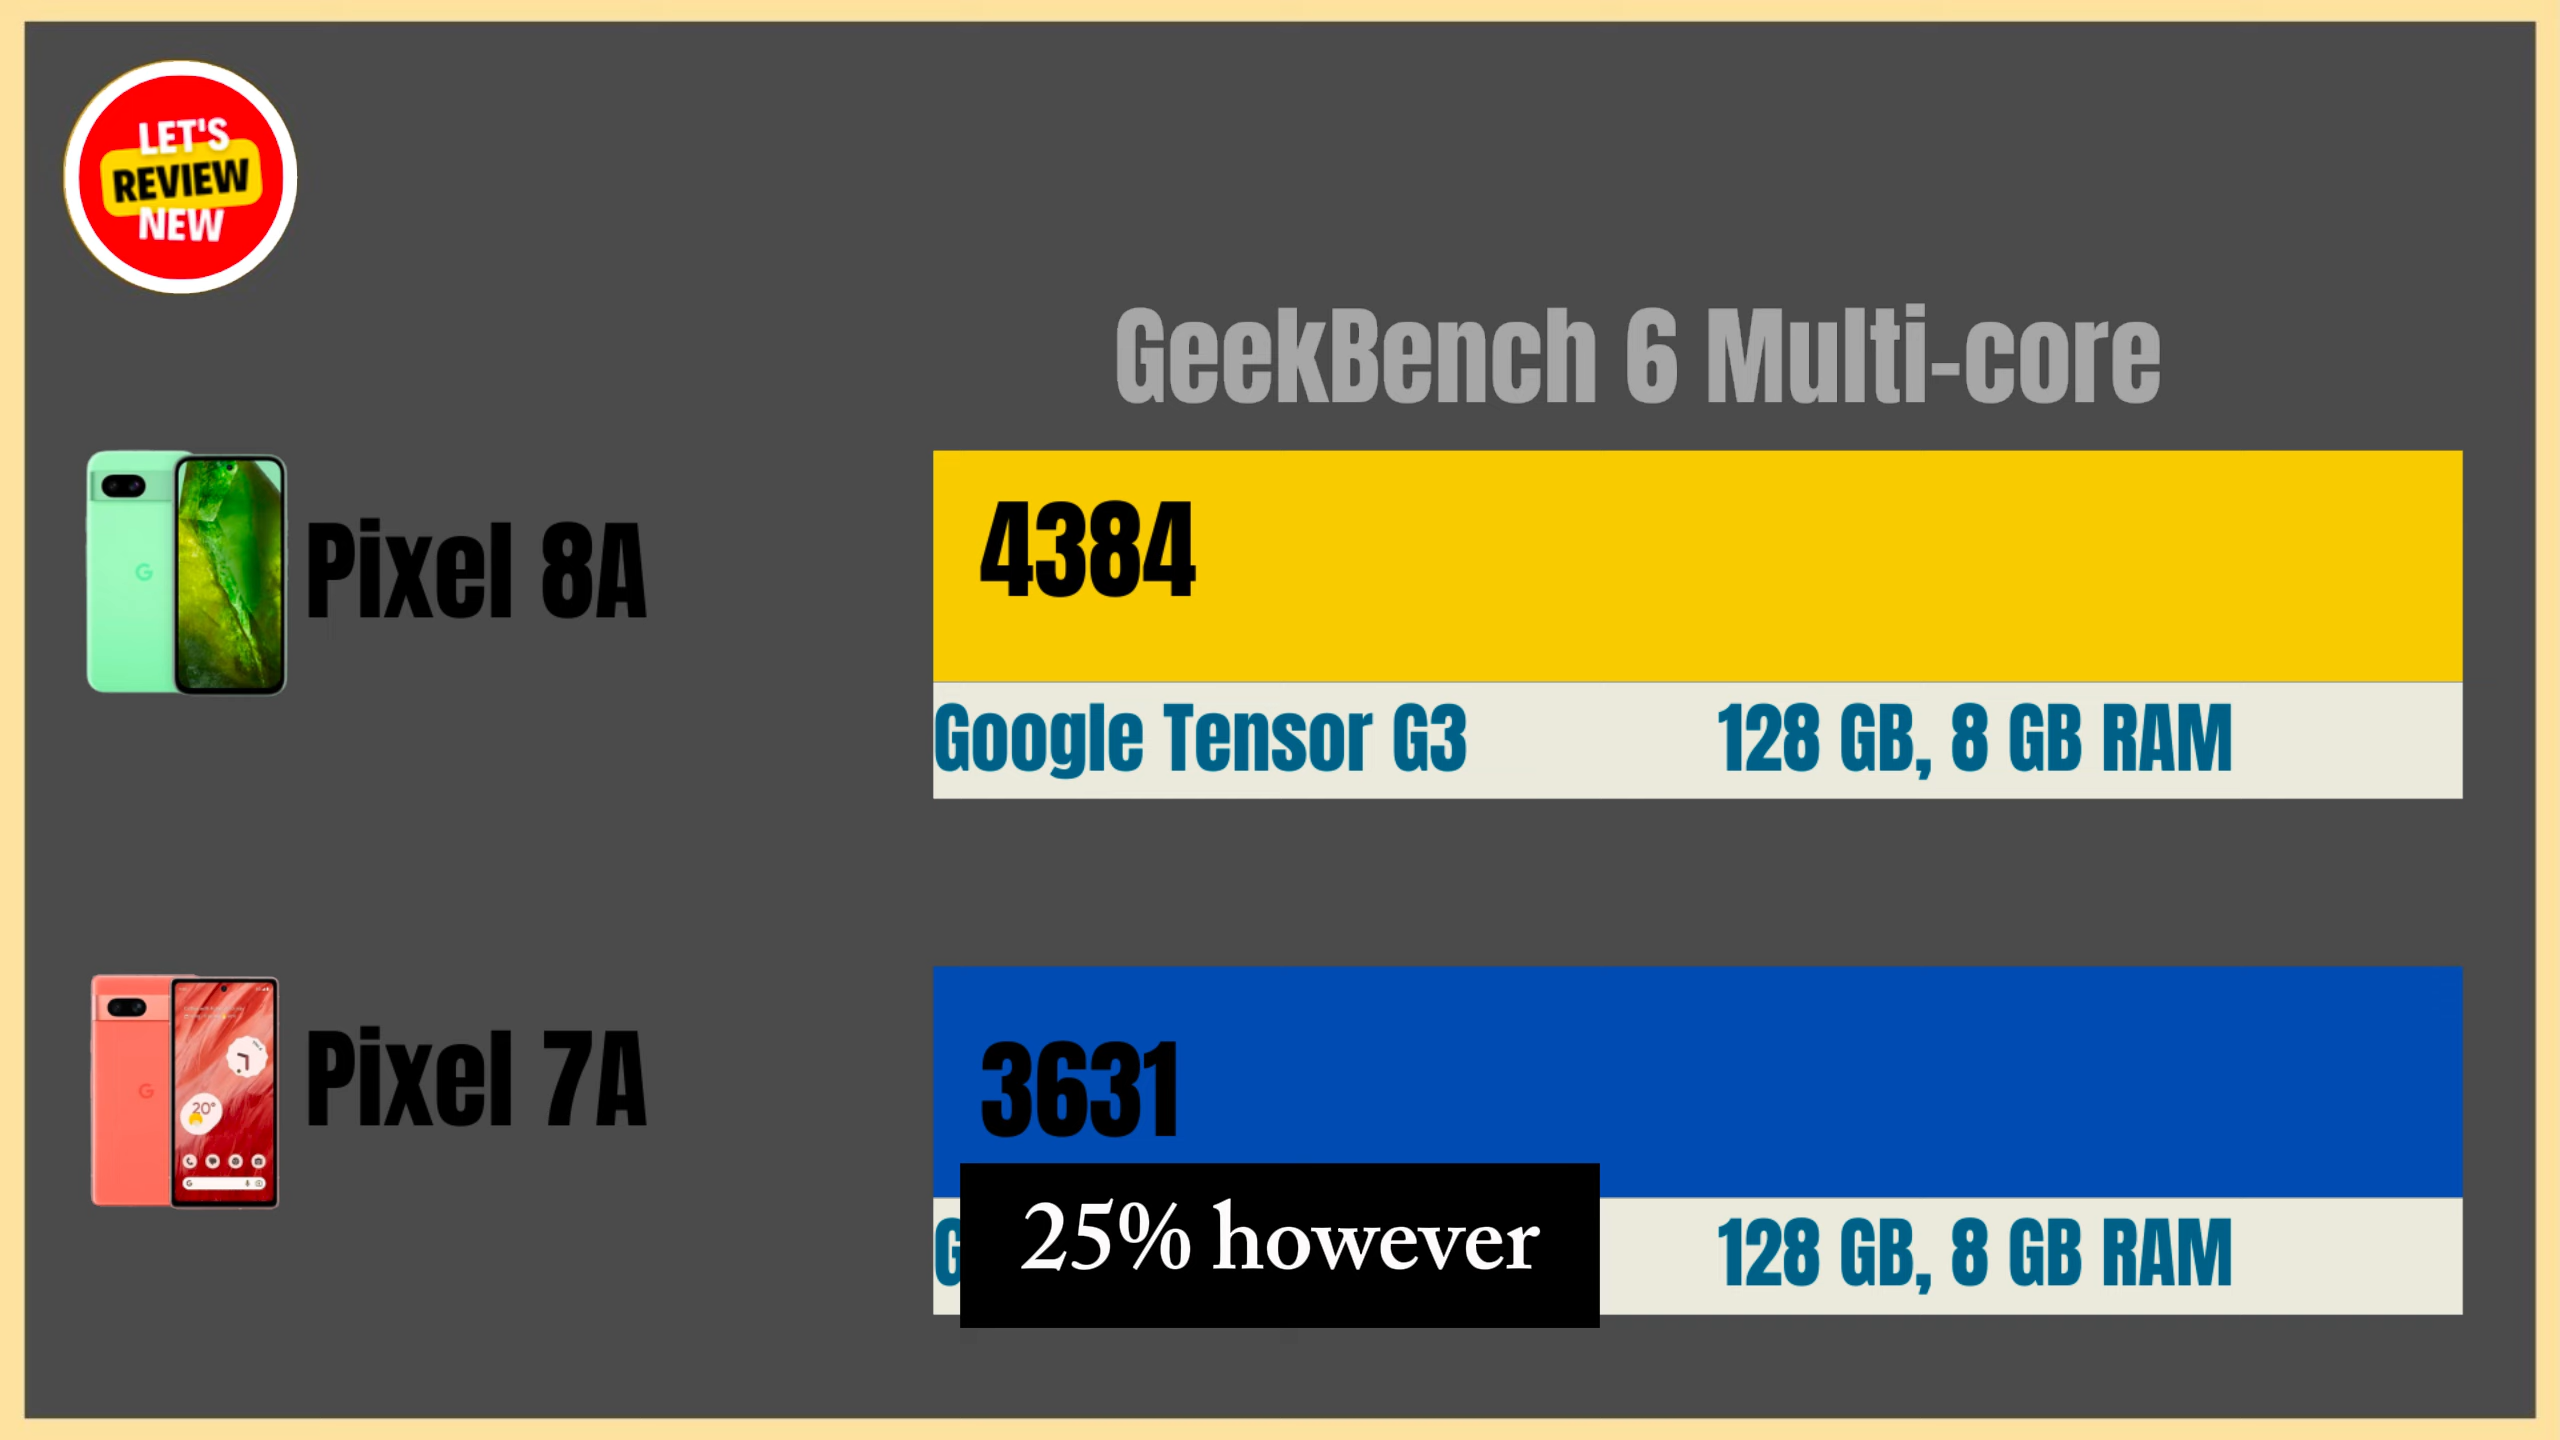 LET'S
REVIEW
NEW
GeekBench 6 Multi-core
Pixel 8A
4384
Google Tensor G3
128 GB, 8 GB RAM
Pixel 7A
3631
128 GB, 8 GB RAM
25% however